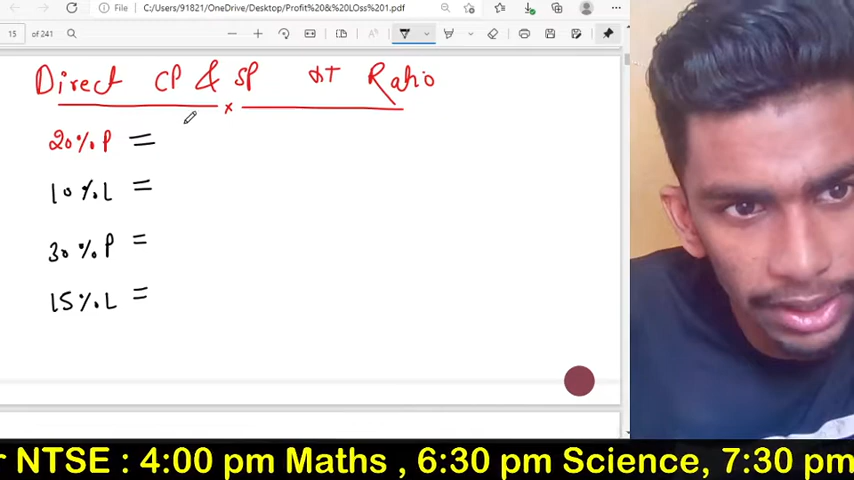 File
C:/Users/91821/OneDrive/Desktop/Profit%20&%20LOss%201.pdf
15 of 241
Direct CP & SP Ratio
x
20%P =
10%L =
30%P =
15%L =
r NTSE : 4:00 pm Maths , 6:30 pm Science, 7:30 pm